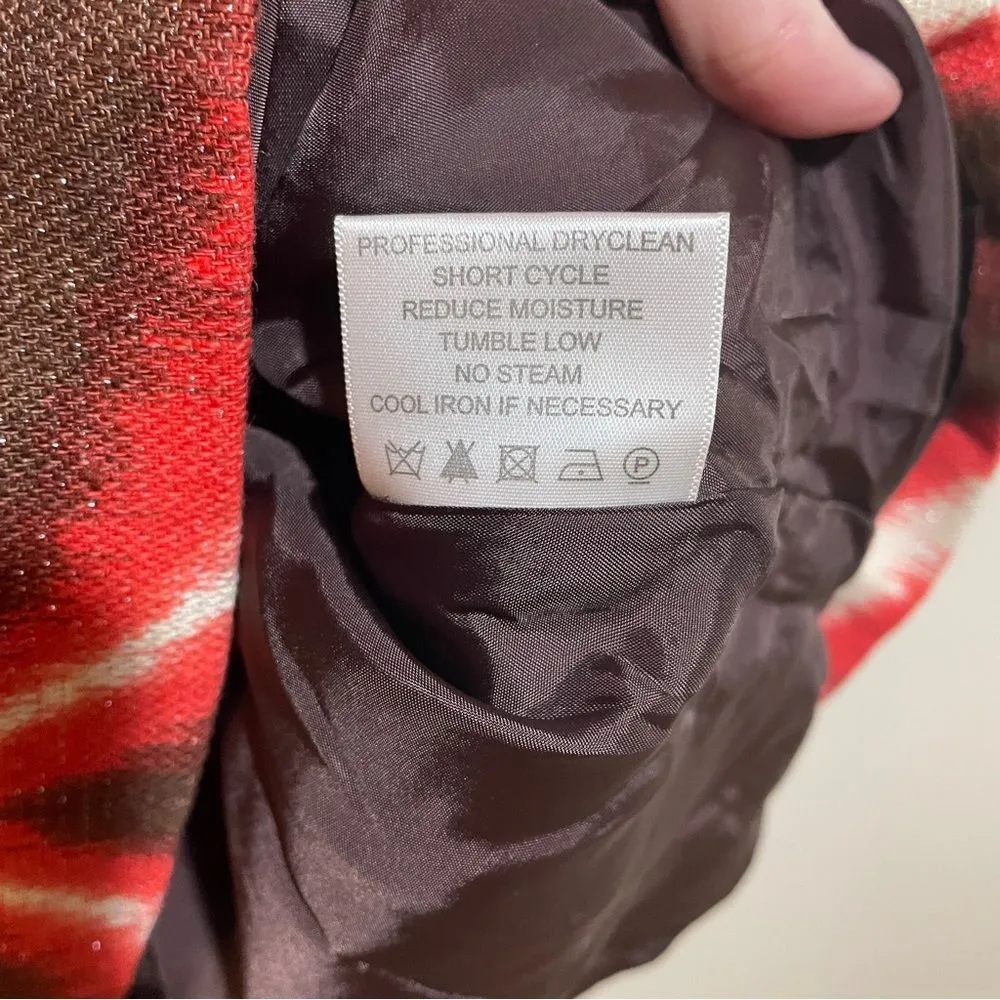 PROFESSIONAL DRYCLEAN
SHORT CYCLE
REDUCE MOISTURE
TUMBLE LOW
NO STEAM
COOL IRON IF NECESSARY
P